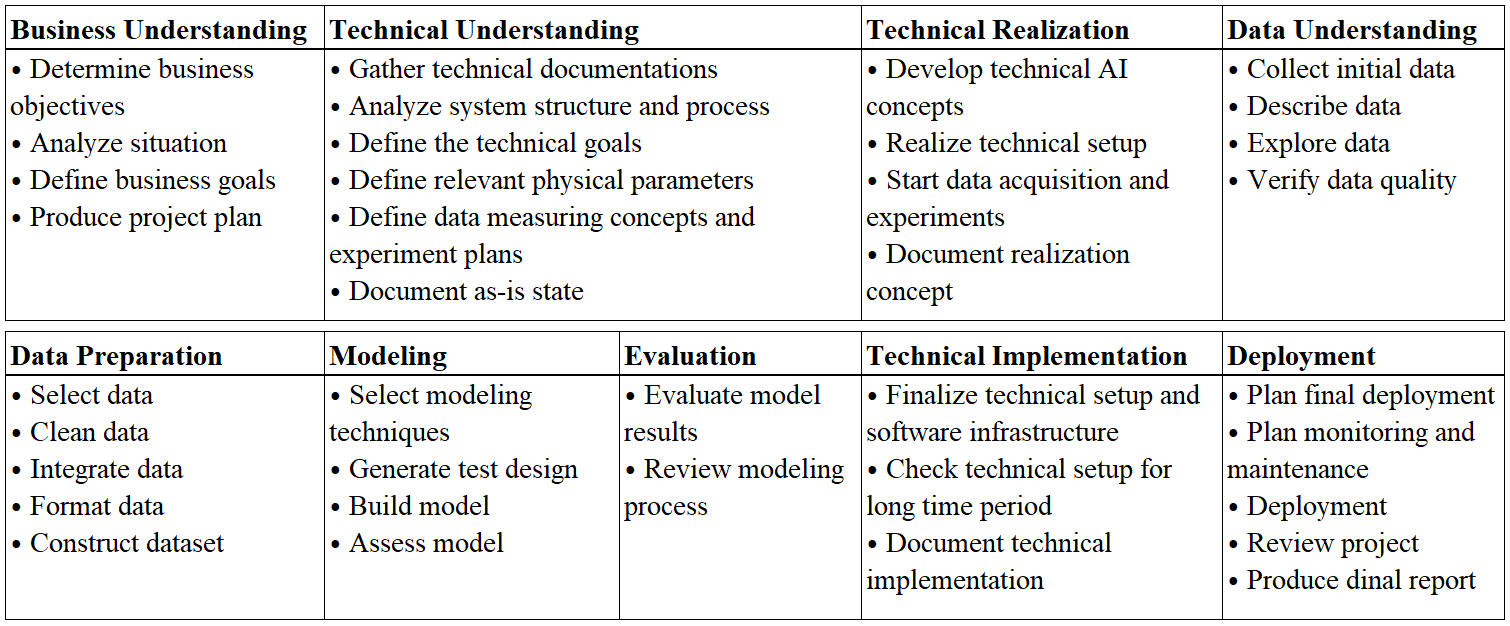 Business Understanding
• Determine business
objectives
• Analyze situation
• Define business goals
• Produce project plan
Technical Understanding
• Gather technical documentations
• Analyze system structure and process
• Define the technical goals
• Define relevant physical parameters
• Define data measuring concepts and
experiment plans
• Document as-is state
Technical Realization
• Develop technical AI
concepts
• Realize technical setup
• Start data acquisition and
experiments
• Document realization
concept
Data Understanding
• Collect initial data
• Describe data
• Explore data
• Verify data quality
Data Preparation
• Select data
• Clean data
• Integrate data
• Format data
• Construct dataset
Modeling
• Select modeling
techniques
• Generate test design
• Build model
• Assess model
Evaluation
• Evaluate model
results
• Review modeling
process
Technical Implementation
• Finalize technical setup and
software infrastructure
• Check technical setup for
long time period
• Document technical
implementation
Deployment
• Plan final deployment
• Plan monitoring and
maintenance
• Deployment
• Review project
• Produce dinal report